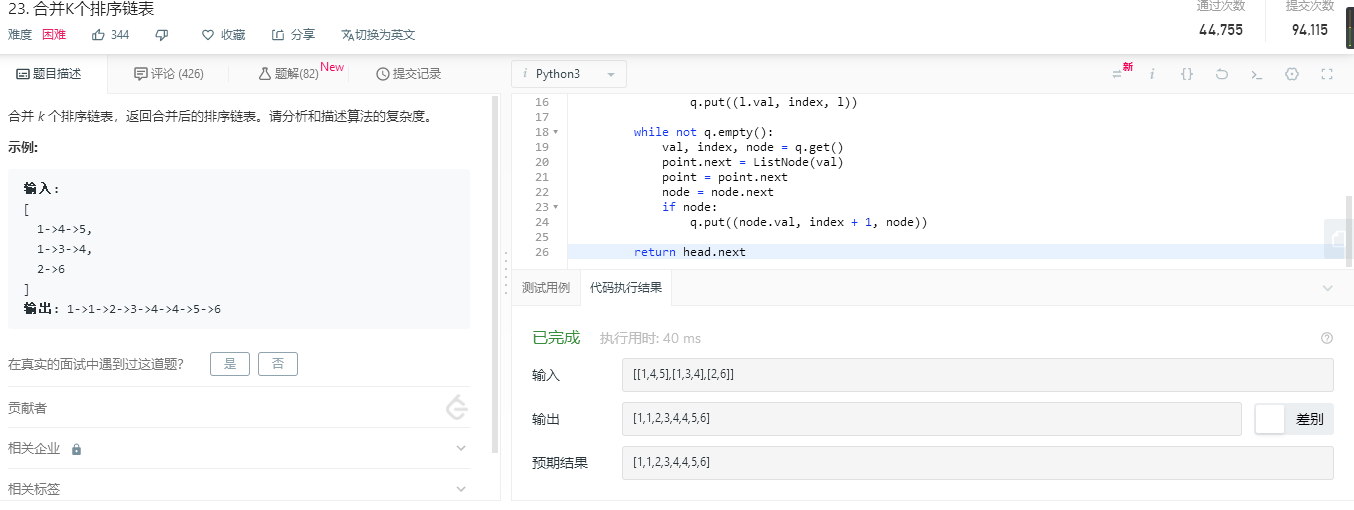 23. 合并K个排序链表
通过次数
提交次数
44,755
94,115
难度 困难 344 收藏 分享 切换为英文
题目描述 评论 (426) 题解(82) New 提交记录
合并 k 个排序链表，返回合并后的排序链表。请分析和描述算法的复杂度。
示例:
输入:
[
1->4->5,
1->3->4,
2->6
]
输出: 1->1->2->3->4->4->5->6
在真实的面试中遇到过这道题？ 是 否
贡献者
相关企业
相关标签
i Python3
新 i {}
16 q.put((l.val, index, l))
17
18 while not q.empty():
19 val, index, node = q.get()
20 point.next = ListNode(val)
21 point = point.next
22 node = node.next
23 if node:
24 q.put((node.val, index + 1, node))
25
26 return head.next
测试用例 代码执行结果
已完成 执行用时: 40 ms
输入 [[1,4,5],[1,3,4],[2,6]]
输出 [1,1,2,3,4,4,5,6] 差别
预期结果 [1,1,2,3,4,4,5,6]